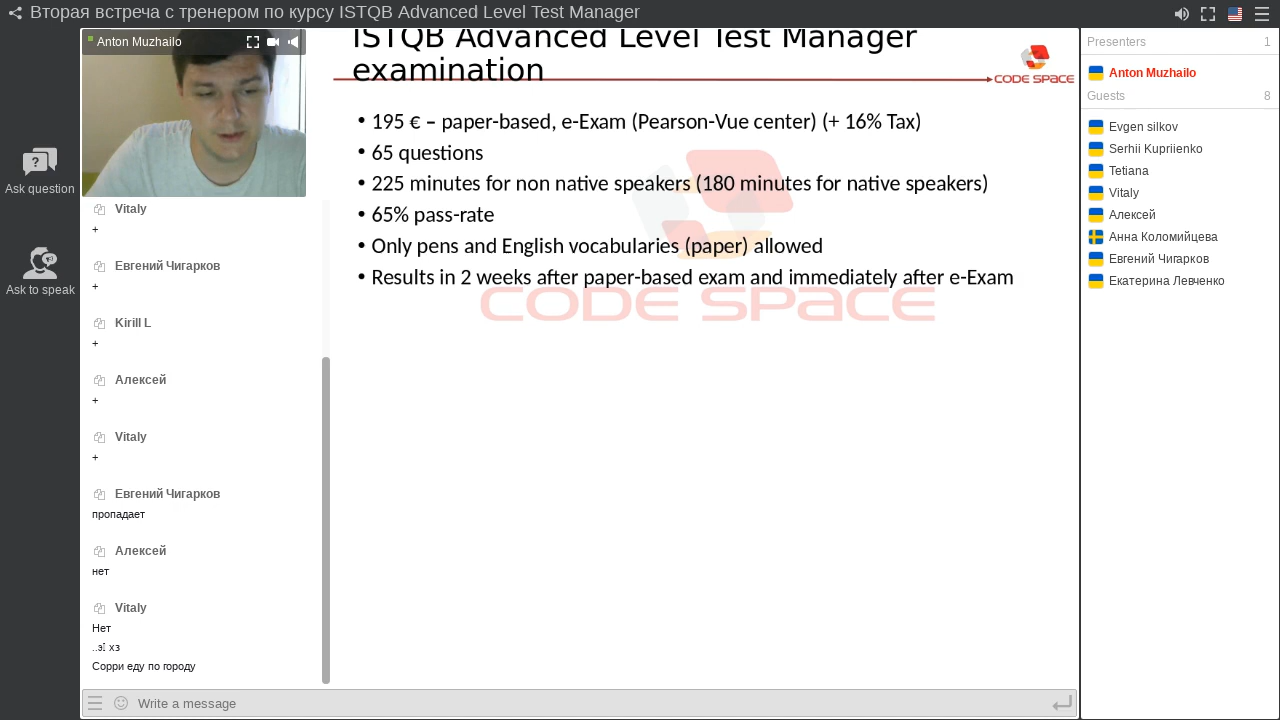 Вторая встреча с тренером по курсу ISTQB Advanced Level Test Manager
Ask question
Ask to speak
Anton Muzhailo
Vitaly
+
Евгений Чигарков
+
Kirill L
+
Алексей
+
Vitaly
+
Евгений Чигарков
пропадает
Алексей
нет
Vitaly
Нет
хз
Сорри еду по городу
Write a message
ISTQB Advanced Level Test Manager
examination
CODE SPACE
• 195 € – paper-based, e-Exam (Pearson-Vue center) (+ 16% Tax)
• 65 questions
• 225 minutes for non native speakers (180 minutes for native speakers)
• 65% pass-rate
• Only pens and English vocabularies (paper) allowed
• Results in 2 weeks after paper-based exam and immediately after e-Exam
CODE SPACE
Presenters 1
Anton Muzhailo
Guests 8
Evgen silkov
Serhii Kupriienko
Tetiana
Vitaly
Алексей
Анна Коломийцева
Евгений Чигарков
Екатерина Левченко